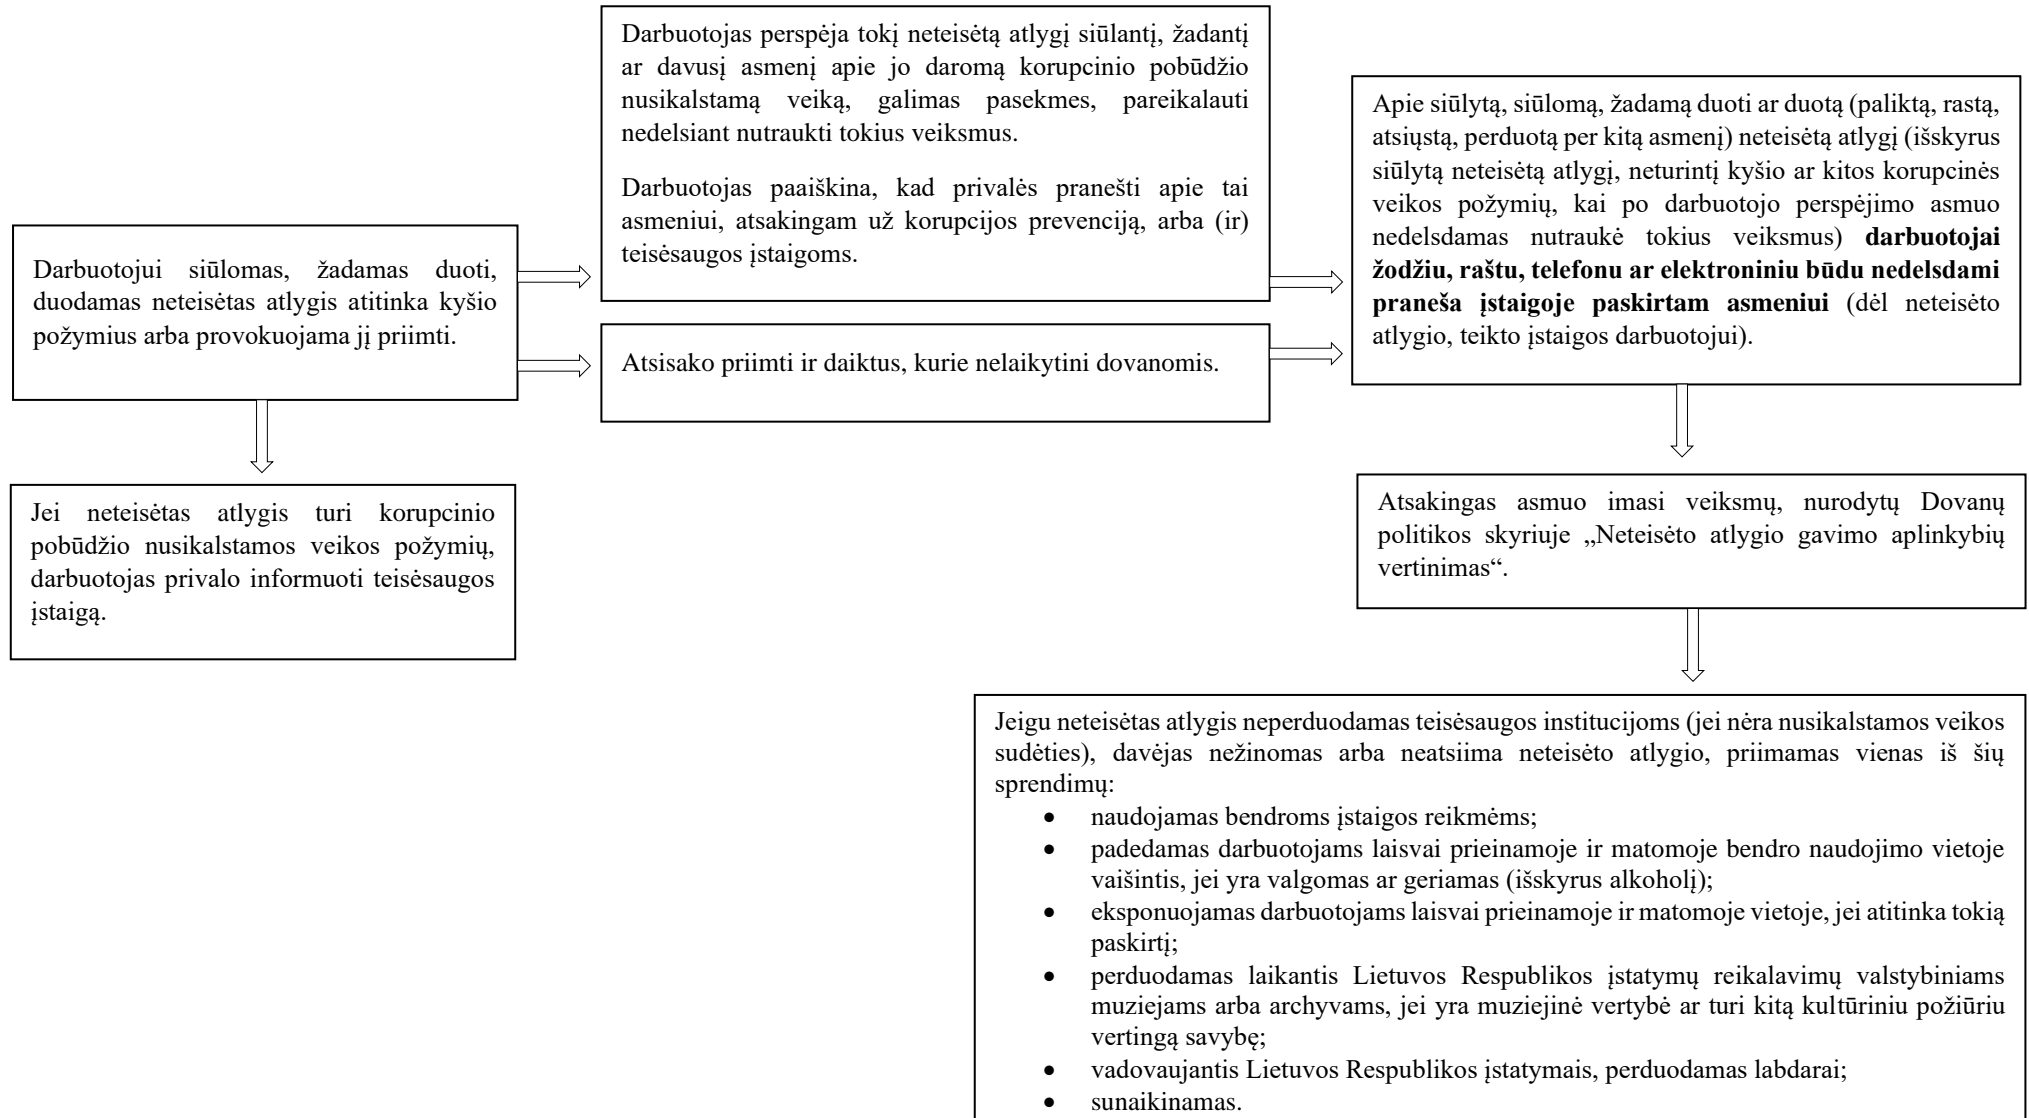 Darbuotojui siūlomas, žadamas duoti,
duodamas neteisėtas atlygis atitinka kyšio
požymius arba provokuojama jį priimti.
Darbuotojas perspėja tokį neteisėtą atlygį siūlantį, žadantį
ar davusį asmenį apie jo daromą korupcinio pobūdžio
nusikalstamą veiką, galimas pasekmes, pareikalauti
nedelsiant nutraukti tokius veiksmus.
Darbuotojas paaiškina, kad privalės pranešti apie tai
asmeniui, atsakingam už korupcijos prevenciją, arba (ir)
teisėsaugos įstaigoms.
Atsisako priimti ir daiktus, kurie nelaikytini dovanomis.
Apie siūlytą, siūlomą, žadamą duoti ar duotą (paliktą, rastą,
atsiųstą, perduotą per kitą asmenį) neteisėtą atlygį (išskyrus
siūlytą neteisėtą atlygį, neturintį kyšio ar kitos korupcinės
veikos požymių, kai po darbuotojo perspėjimo asmuo
nedelsdamas nutraukė tokius veiksmus) darbuotojai
žodžiu, raštu, telefonu ar elektroniniu būdu nedelsdami
praneša įstaigoje paskirtam asmeniui (dėl neteisėto
atlygio, teikto įstaigos darbuotojui).
Jei neteisėtas atlygis turi korupcinio
pobūdžio nusikalstamos veikos požymių,
darbuotojas privalo informuoti teisėsaugos
įstaigą.
Atsakingas asmuo imasi veiksmų, nurodytų Dovanų
politikos skyriuje „Neteisėto atlygio gavimo aplinkybių
vertinimas“.
Jeigu neteisėtas atlygis neperduodamas teisėsaugos institucijoms (jei nėra nusikalstamos veikos
sudėties), davėjas nežinomas arba neatsiima neteisėto atlygio, priimamas vienas iš šių
sprendimų:
• naudojamas bendroms įstaigos reikmėms;
• padedamas darbuotojams laisvai prieinamoje ir matomoje bendro naudojimo vietoje
vaišintis, jei yra valgomas ar geriamas (išskyrus alkoholį);
• eksponuojamas darbuotojams laisvai prieinamoje ir matomoje vietoje, jei atitinka tokią
paskirtį;
• perduodamas laikantis Lietuvos Respublikos įstatymų reikalavimų valstybiniams
muziejams arba archyvams, jei yra muziejinė vertybė ar turi kitą kultūriniu požiūriu
vertingą savybę;
• vadovaujantis Lietuvos Respublikos įstatymais, perduodamas labdarai;
• sunaikinamas.